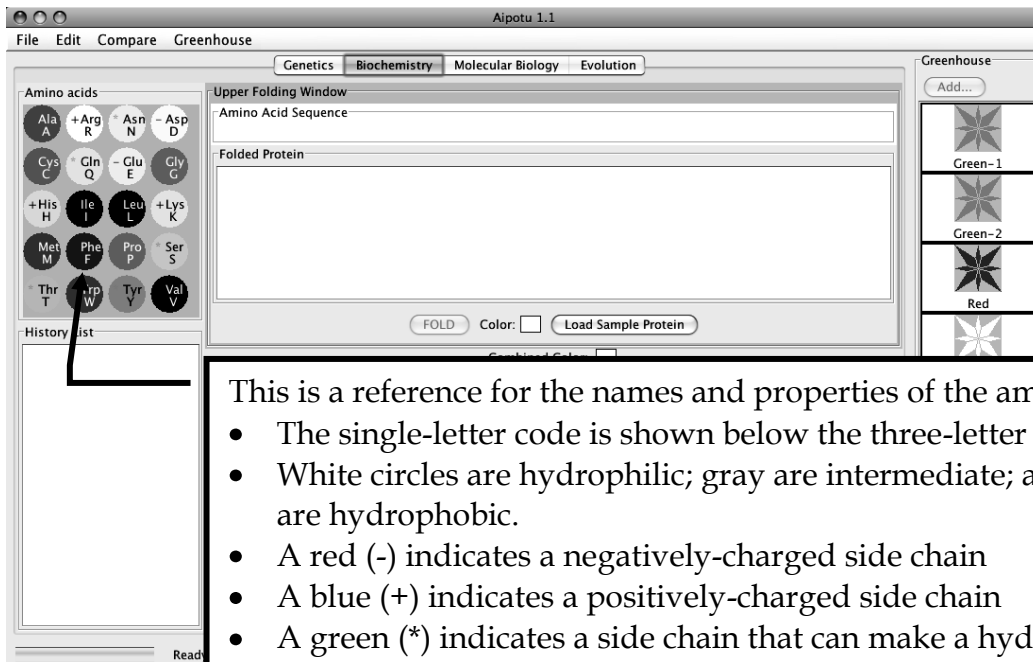 Aipotu 1.1
File Edit Compare Greenhouse
Genetics Biochemistry Molecular Biology Evolution
Greenhouse
Add...
Amino acids
Ala A +Arg R * Asn N - Asp D
Cys C * Gln Q - Glu E Gly G
+His H Ile I Leu L +Lys K
Met M Phe F Pro P * Ser S
* Thr T Trp W Tyr Y Val V
Upper Folding Window
Amino Acid Sequence
Folded Protein
FOLD Color: Load Sample Protein
Combined Color:
Green-1
Green-2
Red
History List
This is a reference for the names and properties of the am
• The single-letter code is shown below the three-letter
• White circles are hydrophilic; gray are intermediate; a
are hydrophobic.
• A red (-) indicates a negatively-charged side chain
• A blue (+) indicates a positively-charged side chain
• A green (*) indicates a side chain that can make a hyd
Ready